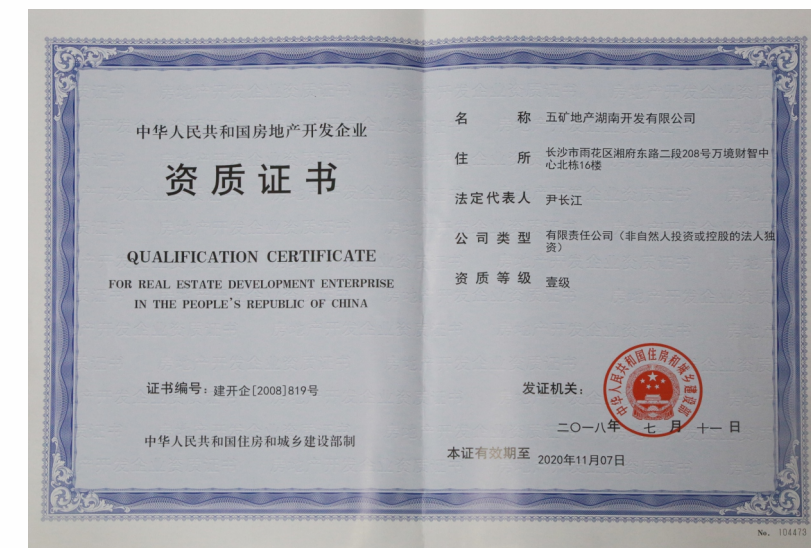 中华人民共和国房地产开发企业
资质证书
QUALIFICATION CERTIFICATE
FOR REAL ESTATE DEVELOPMENT ENTERPRISE
IN THE PEOPLE'S REPUBLIC OF CHINA
证书编号：建开企[2008]819号
中华人民共和国住房和城乡建设部制
名 称 五矿地产湖南开发有限公司
住 所 长沙市雨花区湘府东路二段208号万境财智中
心北栋16楼
法定代表人 尹长江
公司类型 有限责任公司（非自然人投资或控股的法人独
资）
资质等级 壹级
发证机关：
中华人民共和国住房和城乡建设部
二〇一八年 七 月 十一 日
本证有效期至 2020年11月07日
No. 104473